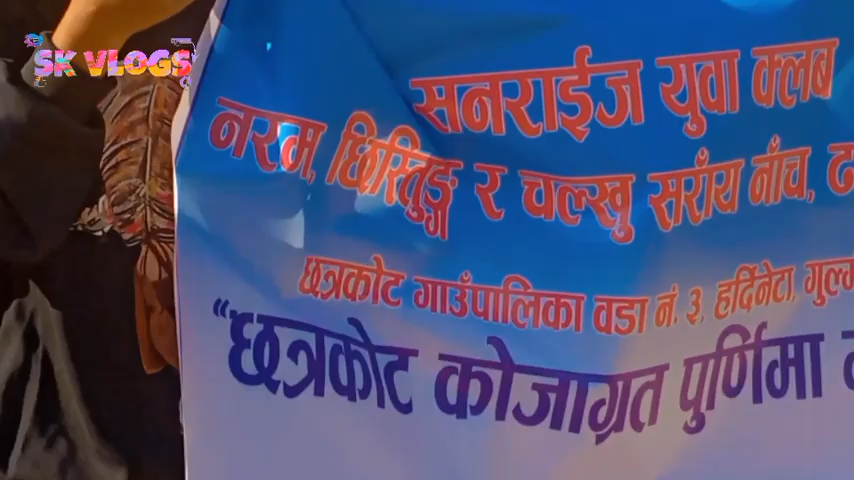 SK VLOGS
सनराईज युवा क्लब
नरम, छिस्तुङ्ग र चल्खु सराँय नाँच,
छत्रकोट गाउँपालिका वडा नं. ३, हर्दिनेटा,
"छत्रकोट कोजाग्रत पुर्णिमा